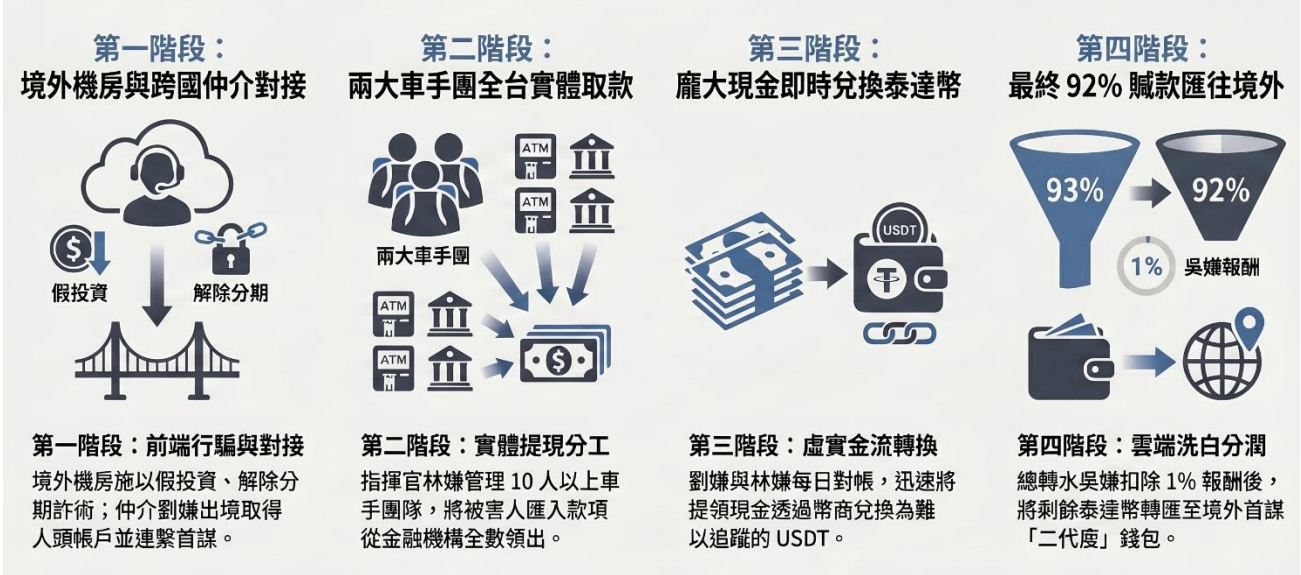 第一階段：
境外機房與跨國仲介對接
假投資
解除分期
第一階段：前端行騙與對接
境外機房施以假投資、解除分
期詐術；仲介劉嫌出境取得
人頭帳戶並連繫首謀。
第二階段：
兩大車手團全台實體取款
ATM
ATM
兩大車手團
ATM
ATM
第二階段：實體提現分工
指揮官林嫌管理 10 人以上車
手團隊，將被害人匯入款項
從金融機構全數領出。
第三階段：
龐大現金即時兌換泰達幣
USDT
第三階段：虛實金流轉換
劉嫌與林嫌每日對帳，迅速將
提領現金透過幣商兌換為難
以追蹤的 USDT。
第四階段：
最終 92% 贓款匯往境外
93%
92%
1%
吳嫌報酬
第四階段：雲端洗白分潤
總轉水吳嫌扣除 1% 報酬後，
將剩餘泰達幣轉匯至境外首謀
「二代庹」錢包。